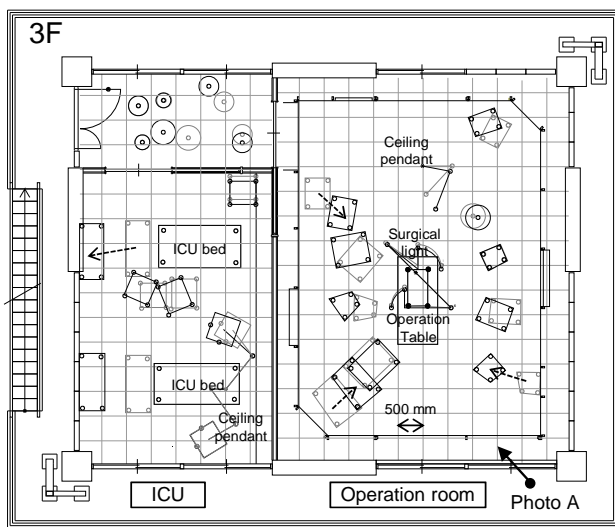 3F
Ceiling
pendant
Surgical
light
ICU bed
Operation
Table
ICU bed
500 mm
Ceiling
pendant
ICU
Operation room
Photo A